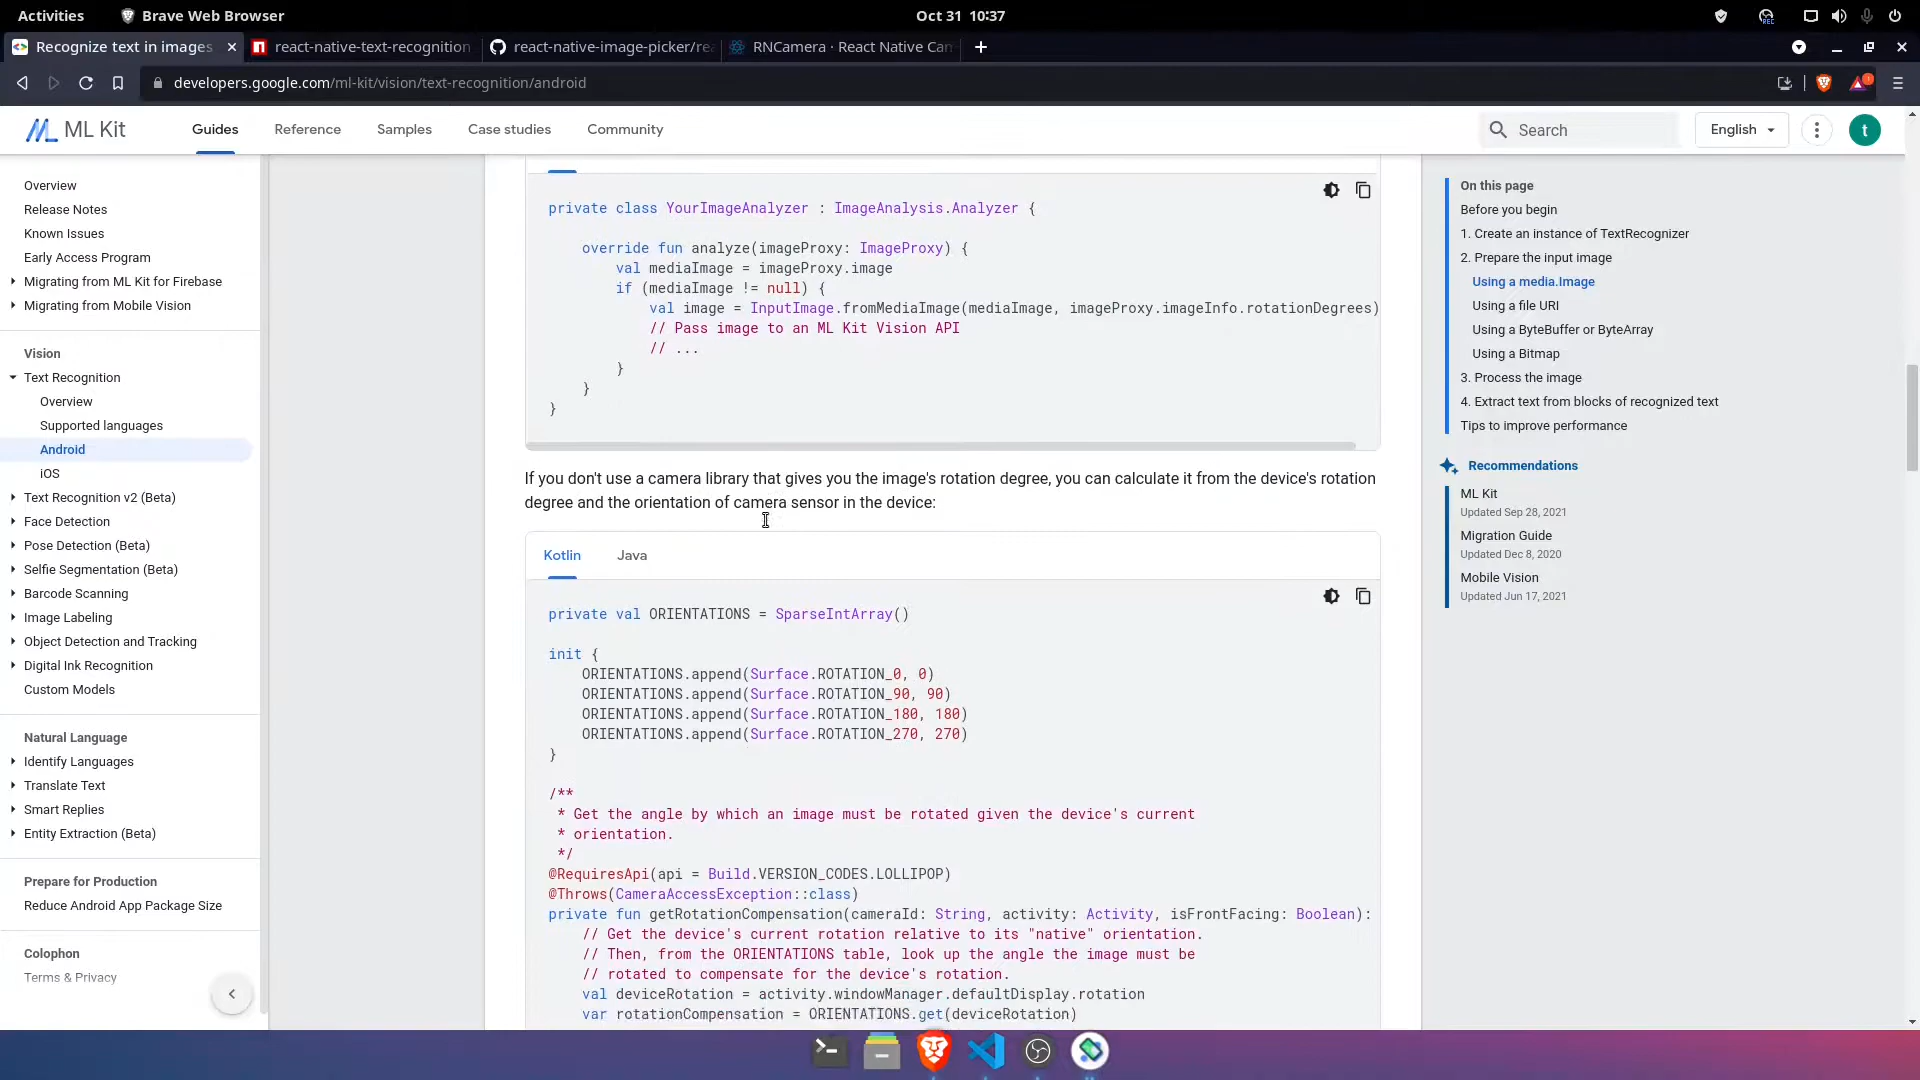 Activities
Brave Web Browser
Oct 31 10:37
Recognize text in images
react-native-text-recognition
react-native-image-picker/rea
RNCamera · React Native Cam
developers.google.com/ml-kit/vision/text-recognition/android
ML Kit
Guides
Reference
Samples
Case studies
Community
Search
English
t
Overview
Release Notes
Known Issues
Early Access Program
Migrating from ML Kit for Firebase
Migrating from Mobile Vision
Vision
Text Recognition
Overview
Supported languages
Android
iOS
Text Recognition v2 (Beta)
Face Detection
Pose Detection (Beta)
Selfie Segmentation (Beta)
Barcode Scanning
Image Labeling
Object Detection and Tracking
Digital Ink Recognition
Custom Models
Natural Language
Identify Languages
Translate Text
Smart Replies
Entity Extraction (Beta)
Prepare for Production
Reduce Android App Package Size
Colophon
Terms & Privacy
private class YourImageAnalyzer : ImageAnalysis.Analyzer {
override fun analyze(imageProxy: ImageProxy) {
val mediaImage = imageProxy.image
if (mediaImage != null) {
val image = InputImage.fromMediaImage(mediaImage, imageProxy.imageInfo.rotationDegrees)
// Pass image to an ML Kit Vision API
// ...
}
}
}
If you don't use a camera library that gives you the image's rotation degree, you can calculate it from the device's rotation
degree and the orientation of camera sensor in the device:
Kotlin
Java
private val ORIENTATIONS = SparseIntArray()
init {
ORIENTATIONS.append(Surface.ROTATION_0, 0)
ORIENTATIONS.append(Surface.ROTATION_90, 90)
ORIENTATIONS.append(Surface.ROTATION_180, 180)
ORIENTATIONS.append(Surface.ROTATION_270, 270)
}
/**
* Get the angle by which an image must be rotated given the device's current
* orientation.
*/
@RequiresApi(api = Build.VERSION_CODES.LOLLIPOP)
@Throws(CameraAccessException::class)
private fun getRotationCompensation(cameraId: String, activity: Activity, isFrontFacing: Boolean):
// Get the device's current rotation relative to its "native" orientation.
// Then, from the ORIENTATIONS table, look up the angle the image must be
// rotated to compensate for the device's rotation.
val deviceRotation = activity.windowManager.defaultDisplay.rotation
var rotationCompensation = ORIENTATIONS.get(deviceRotation)
On this page
Before you begin
1. Create an instance of TextRecognizer
2. Prepare the input image
Using a media.Image
Using a file URI
Using a ByteBuffer or ByteArray
Using a Bitmap
3. Process the image
4. Extract text from blocks of recognized text
Tips to improve performance
Recommendations
ML Kit
Updated Sep 28, 2021
Migration Guide
Updated Dec 8, 2020
Mobile Vision
Updated Jun 17, 2021